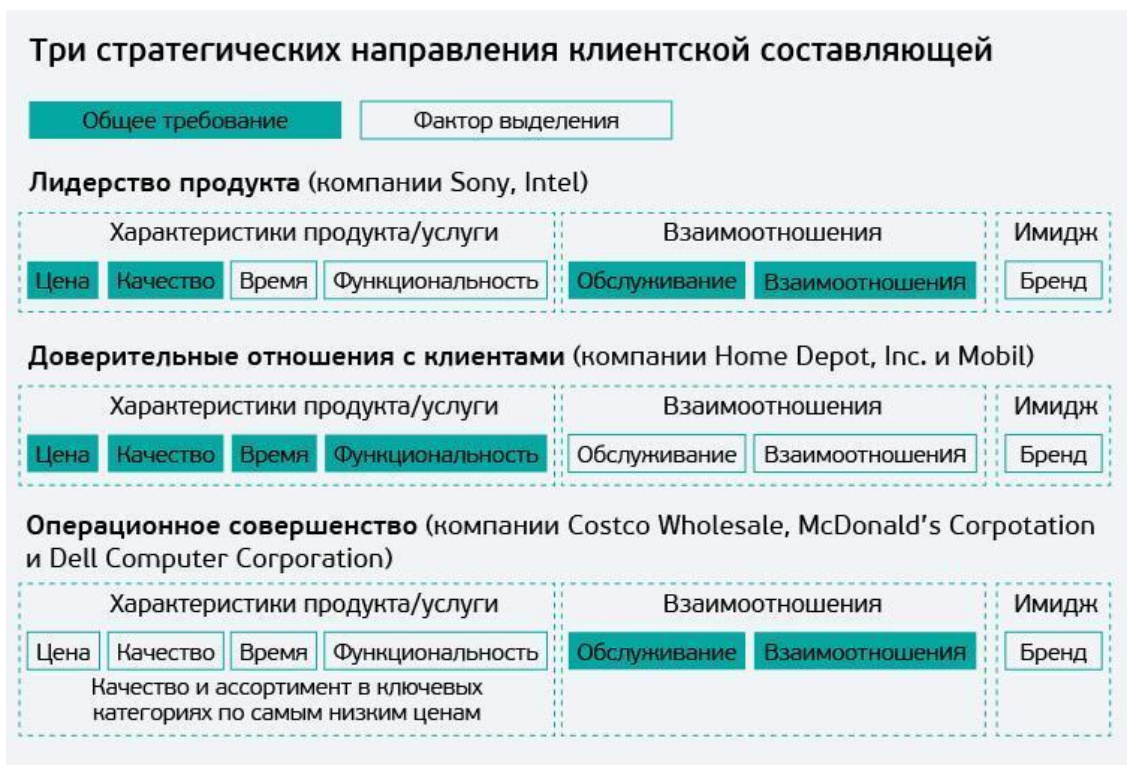 Три стратегических направления клиентской составляющей
Общее требование Фактор выделения
Лидерство продукта (компании Sony, Intel)
Характеристики продукта/услуги Взаимоотношения Имидж
Цена Качество Время Функциональность Обслуживание Взаимоотношения Бренд
Доверительные отношения с клиентами (компании Home Depot, Inc. и Mobil)
Характеристики продукта/услуги Взаимоотношения Имидж
Цена Качество Время Функциональность Обслуживание Взаимоотношения Бренд
Операционное совершенство (компании Costco Wholesale, McDonald's Corpotation
и Dell Computer Corporation)
Характеристики продукта/услуги Взаимоотношения Имидж
Цена Качество Время Функциональность Обслуживание Взаимоотношения Бренд
Качество и ассортимент в ключевых
категориях по самым низким ценам